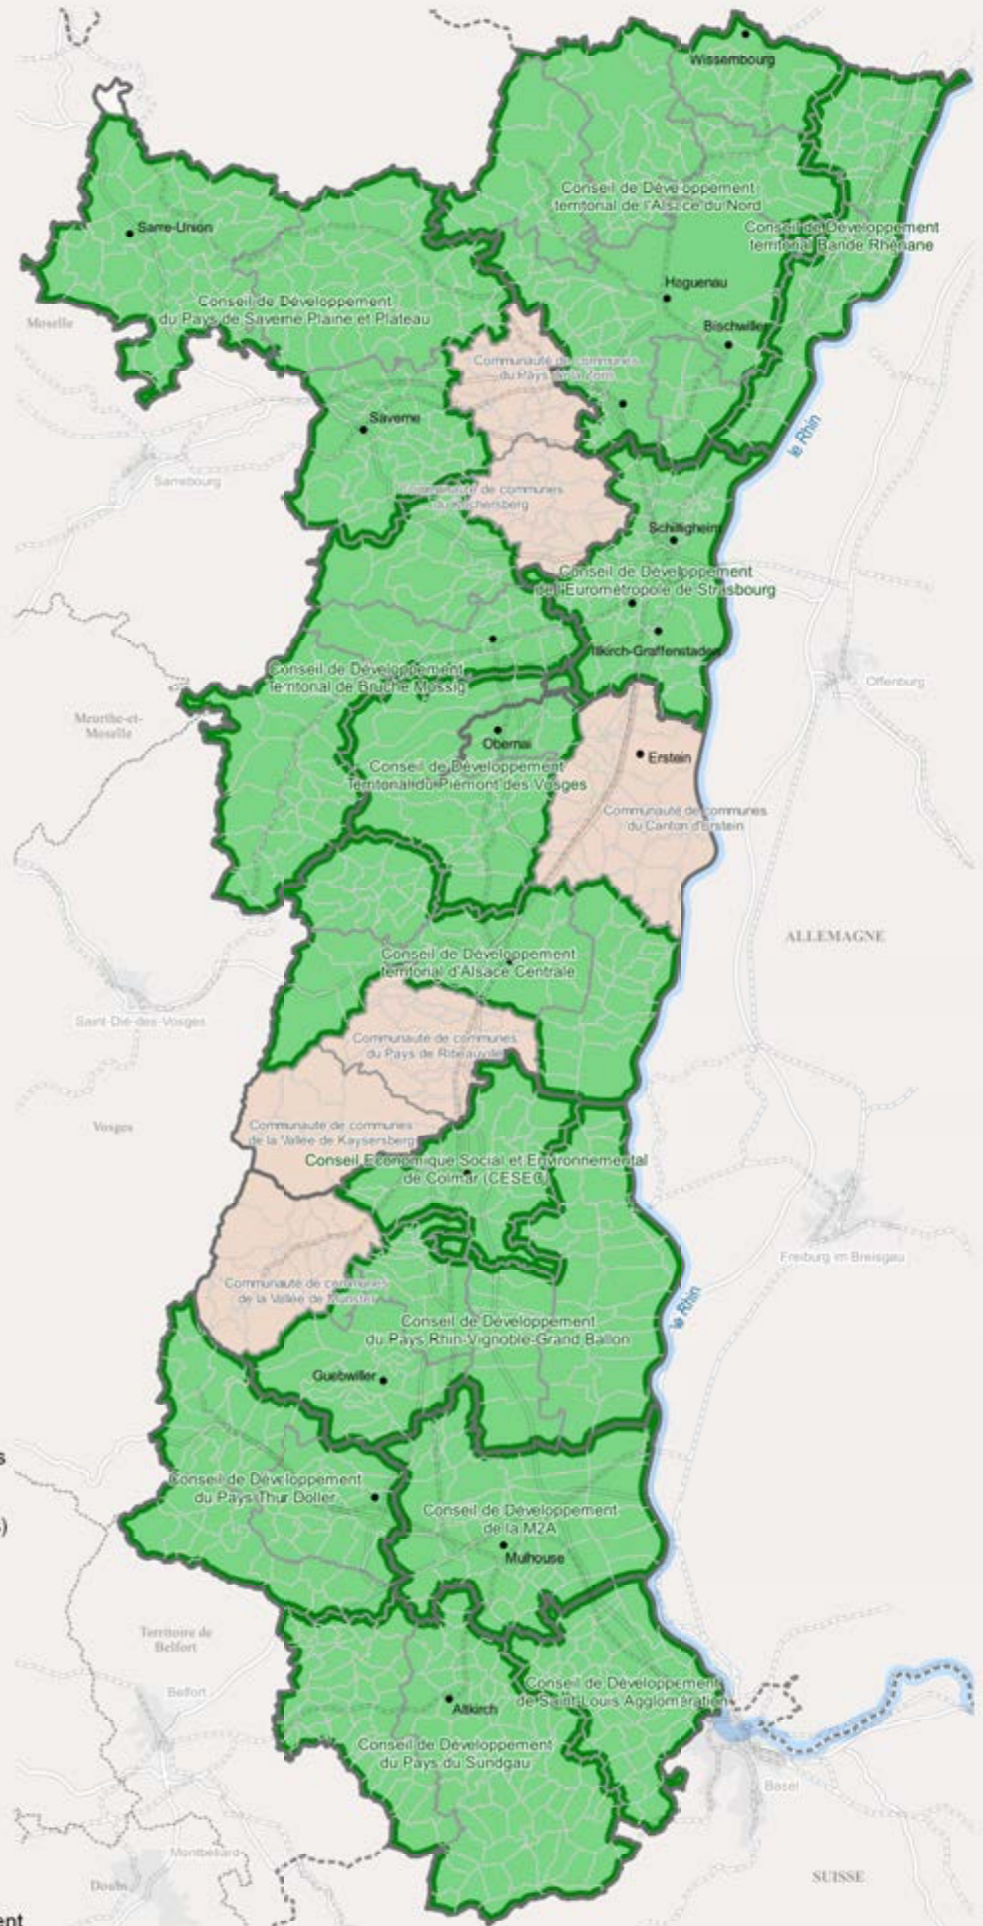 Wissembourg
Conseil de Développement
territorial de l'Alsace du Nord
Sarre-Union
Conseil de Développement
territorial Bande Rhénane
Haguenau
Conseil de Développement
du Pays de Saverne Plaine et Plateau
Moselle
Bischwiller
Communauté de communes
du Pays de la Zorn
Saverne
le Rhin
Sarrebourg
Communauté de communes
du Kochersberg
Schiltigheim
Conseil de Développement
de l'Eurométropole de Strasbourg
Illkirch-Graffenstaden
Conseil de Développement
Territorial de Bruche Mossig
Offenburg
Meurthe-et-
Moselle
Obernai
Erstein
Conseil de Développement
Territorial du Piémont des Vosges
Communauté de communes
du Canton d'Erstein
ALLEMAGNE
Conseil de Développement
territorial d'Alsace Centrale
Saint-Dié-des-Vosges
Communauté de communes
du Pays de Ribeauvillé
Vosges
Communauté de communes
de la Vallée de Kaysersberg
Conseil Economique Social et Environnemental
de Colmar (CESEC)
Freiburg im Breisgau
Communauté de communes
de la Vallée de Munster
le Rhin
Conseil de Développement
du Pays Rhin-Vignoble-Grand Ballon
Guebwiller
s
Conseil de Développement
du Pays Thur Doller
Conseil de Développement
de la M2A
)
Mulhouse
Territoire de
Belfort
Belfort
Conseil de Développement
de Saint Louis Agglomération
Altkirch
Conseil de Développement
du Pays du Sundgau
Basel
Montbéliard
SUISSE
Doubs
ent